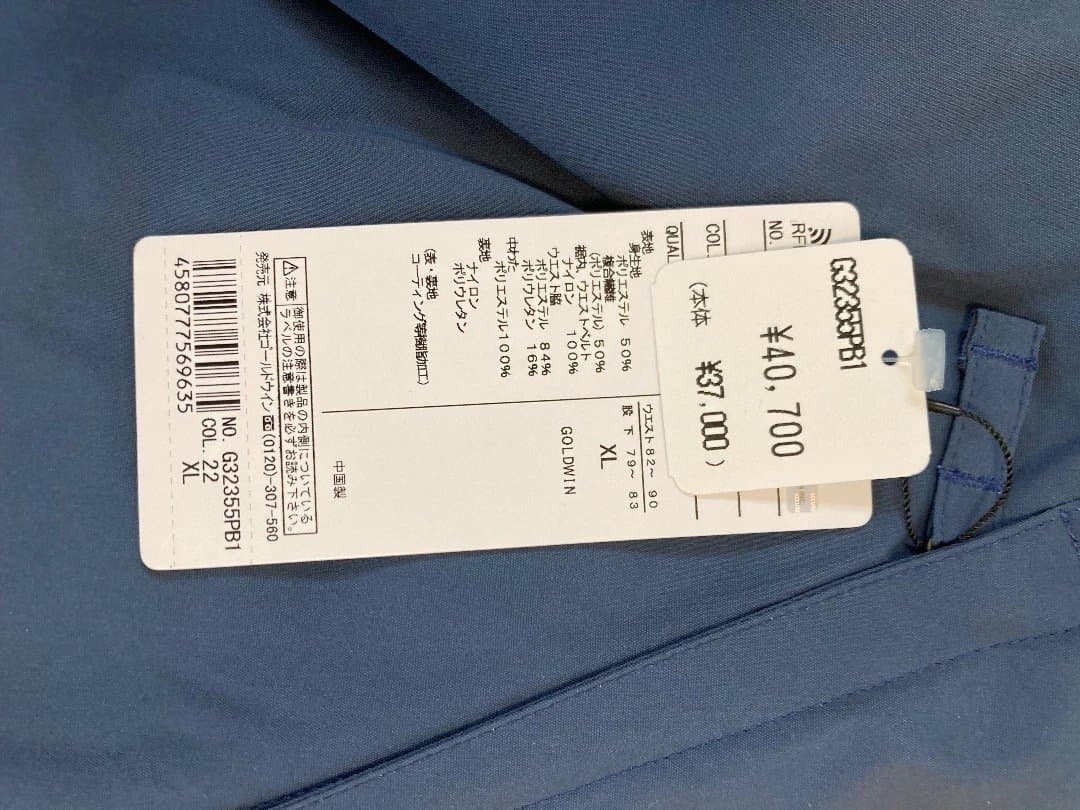 G32355PB1
¥40,700
(本体 ¥37,000)
RF
NO.
COL.
QUAL
表地
身生地
ポリエステル 50%
複合繊維
(ポリエステル) 50%
裾内、ウエストベルト
ナイロン 100%
ウエスト脇
ポリエステル 84%
ポリウレタン 16%
中わた
ポリエステル100%
裏地
ナイロン
ポリウレタン
(表・裏地
コーティング等樹脂加工)
ウエスト82～ 90
股下 79～ 83
XL
GOLDWIN
中国製
注意
御使用の際は製品の内側についている
ラベルの注意書きを必ずお読み下さい。
発売元 株式会社ゴールドウイン (0120)-307-560
4580777569635
NO. G32355PB1
COL. 22
XL